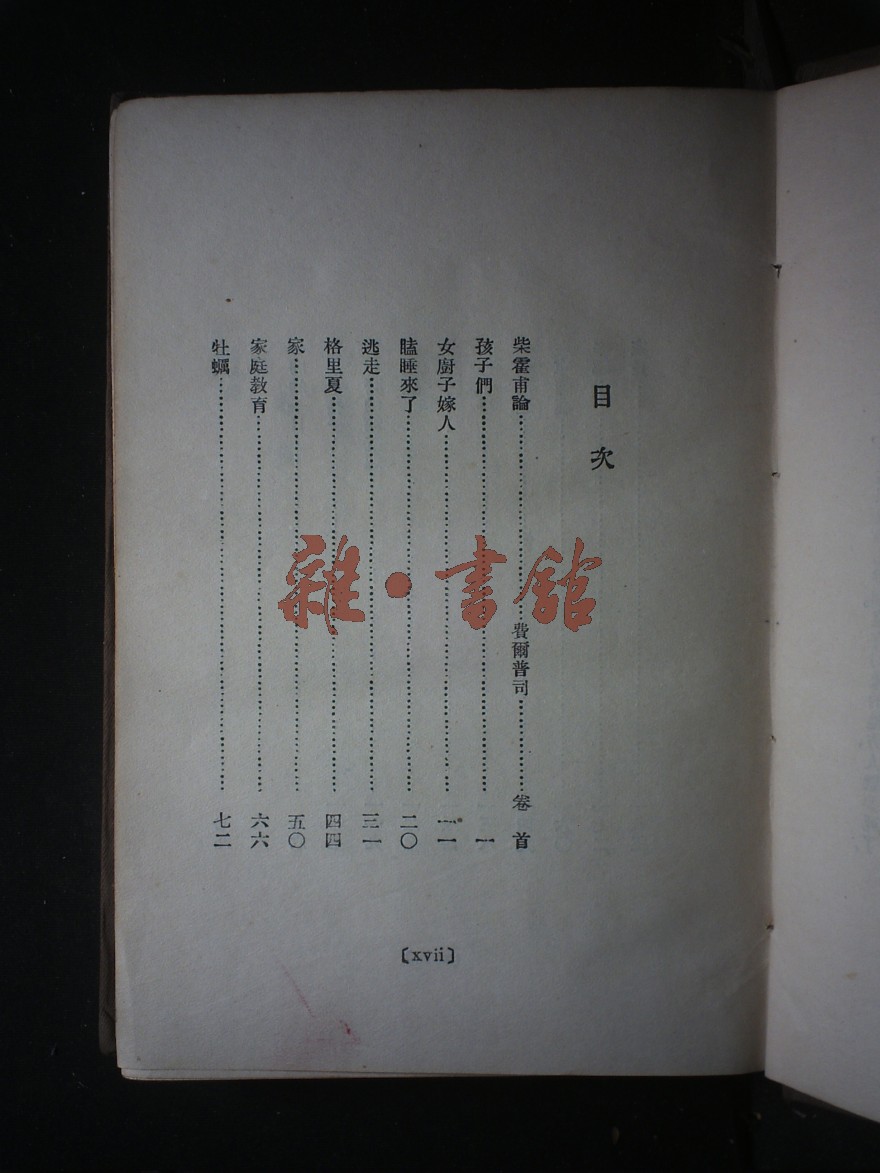 目次
柴霍甫論……費爾普司……卷首
孩子們……一
女廚子嫁人……一一
瞌睡來了……二〇
逃走……三一
格里夏……四四
家……五〇
家庭教育……六六
牡蠣……七二
〔xvii〕
雜·書舘